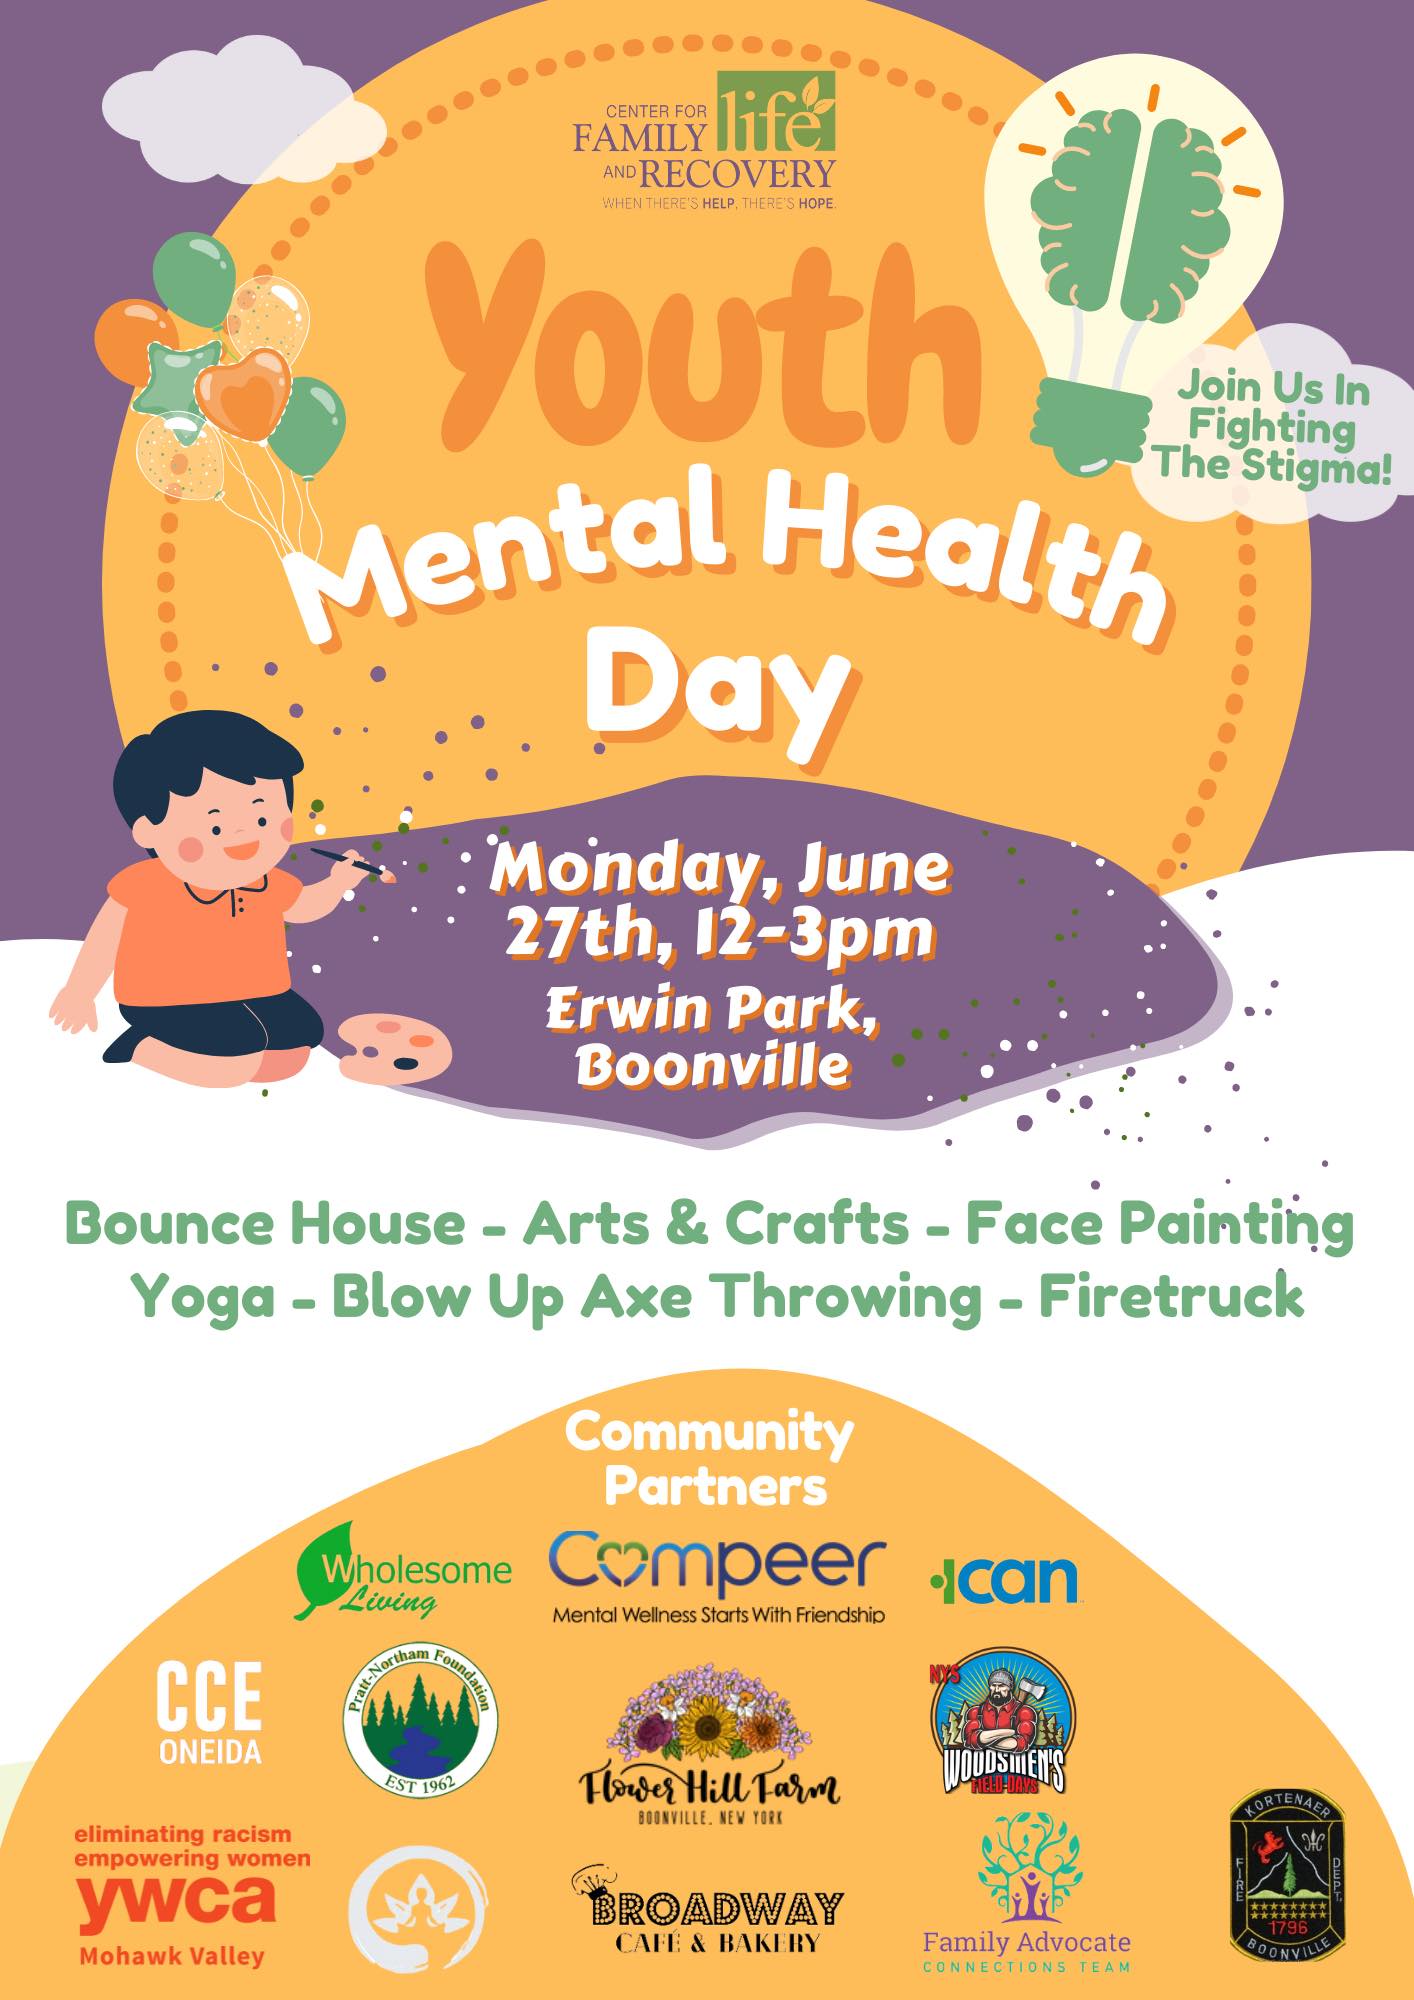 CENTER FOR life
FAMILY
AND RECOVERY
WHEN THERE'S HELP, THERE'S HOPE.
Youth
Mental Health
Day
Join Us In
Fighting
The Stigma!
Monday, June
27th, 12-3pm
Erwin Park,
Boonville
Bounce House - Arts & Crafts - Face Painting
Yoga - Blow Up Axe Throwing - Firetruck
Community
Partners
Wholesome
Living
Compeer
Mental Wellness Starts With Friendship
ican
CCE
ONEIDA
Pratt-Northam Foundation
EST 1962
Flower Hill Farm
BOONVILLE, NEW YORK
NYS
WOODSMEN'S
FIELD DAYS
eliminating racism
empowering women
ywca
Mohawk Valley
BROADWAY
CAFÉ & BAKERY
Family Advocate
CONNECTIONS TEAM
KORTENAER
FIRE DEPT.
1796
BOONVILLE